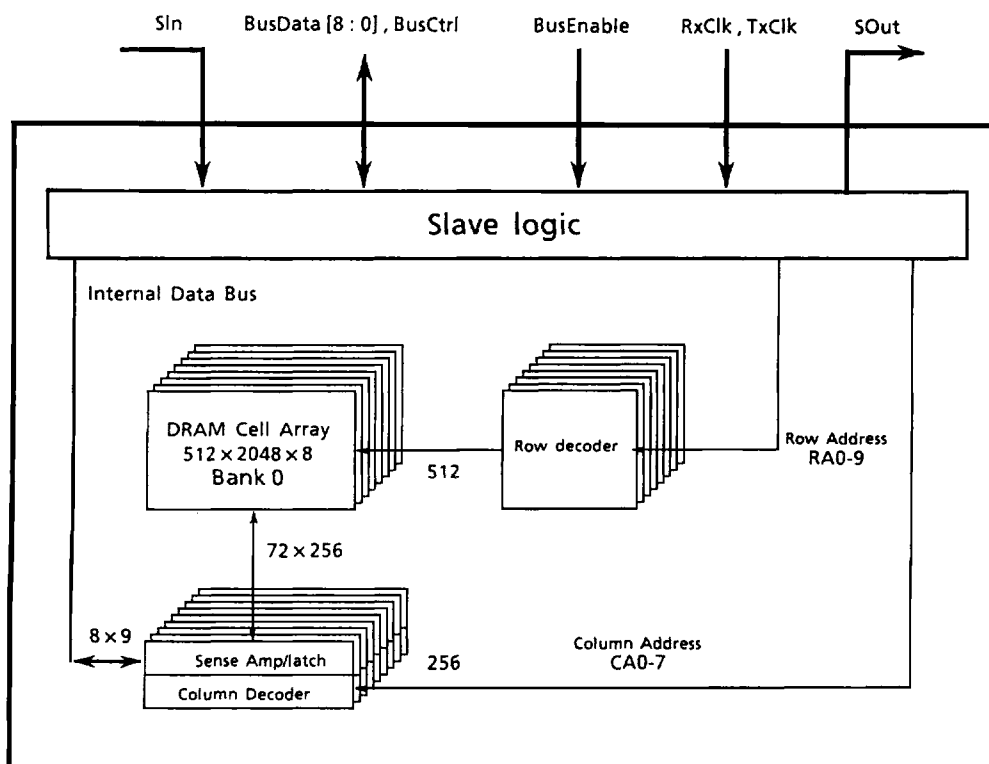 SIn
BusData [8 : 0] , BusCtrl
BusEnable
RxClk , TxClk
SOut
Slave logic
Internal Data Bus
DRAM Cell Array
512×2048×8
Bank 0
512
Row decoder
Row Address
RA0-9
72×256
8×9
Sense Amp/latch
Column Decoder
256
Column Address
CA0-7